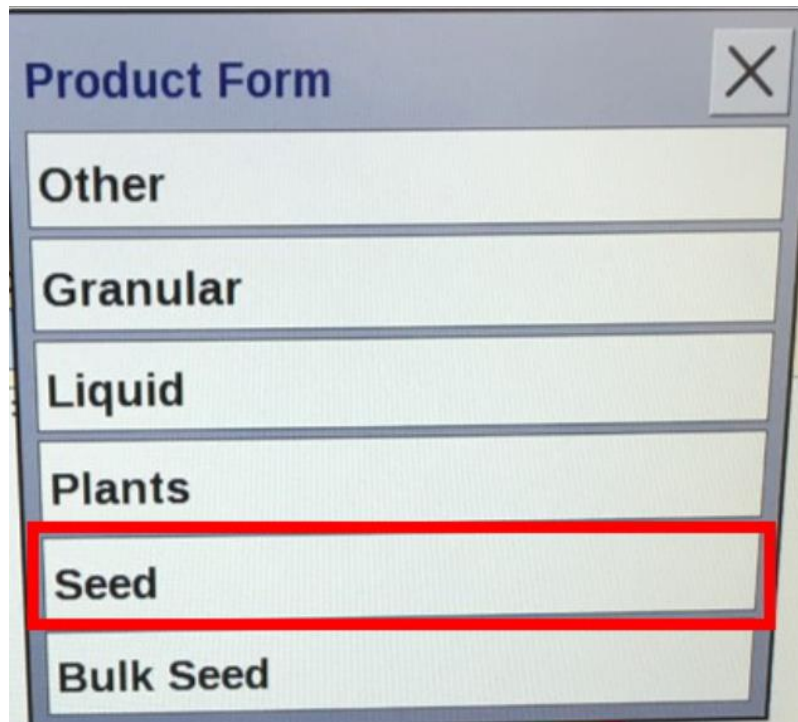 Product Form
Other
Granular
Liquid
Plants
Seed
Bulk Seed